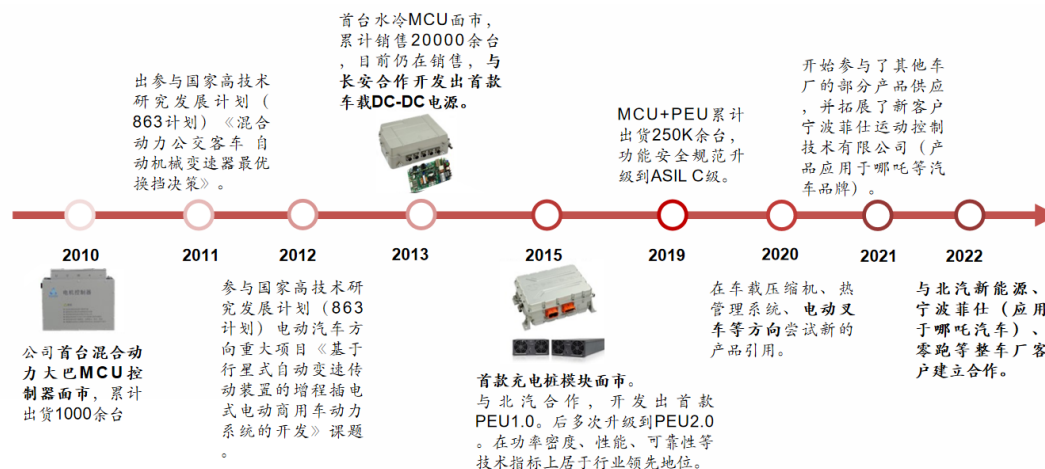 首台水冷MCU面市，
累计销售20000余台
，目前仍在销售，与
长安合作开发出首款
车载DC-DC电源。
出参与国家高技术
研究发展计划（
863计划）《混合
动力公交客车 自
动机械变速器最优
换挡决策》。
MCU+PEU累计
出货250K余台，
功能安全规范升
级到ASIL C级。
开始参与了其他车
厂的部分产品供应
，并拓展了新客户
宁波菲仕运动控制
技术有限公司（产
品应用于哪吒等汽
车品牌）。
2010
2011
2012
2013
2015
2019
2020
2021
2022
电机控制器
公司首台混合动
力大巴MCU控
制器面市，累计
出货1000余台
参与国家高技术研
究发展计划（863
计划）电动汽车方
向重大项目《基于
行星式自动变速传
动装置的增程插电
式电动商用车动力
系统的开发》课题
。
首款充电桩模块面市。
与北汽合作，开发出首款
PEU1.0。后多次升级到PEU2.0
。在功率密度、性能、可靠性等
技术指标上居于行业领先地位。
在车载压缩机、热
管理系统、电动叉
车等方向尝试新的
产品引用。
与北汽新能源、
宁波菲仕（应用
于哪吒汽车）、
零跑等整车厂客
户建立合作。